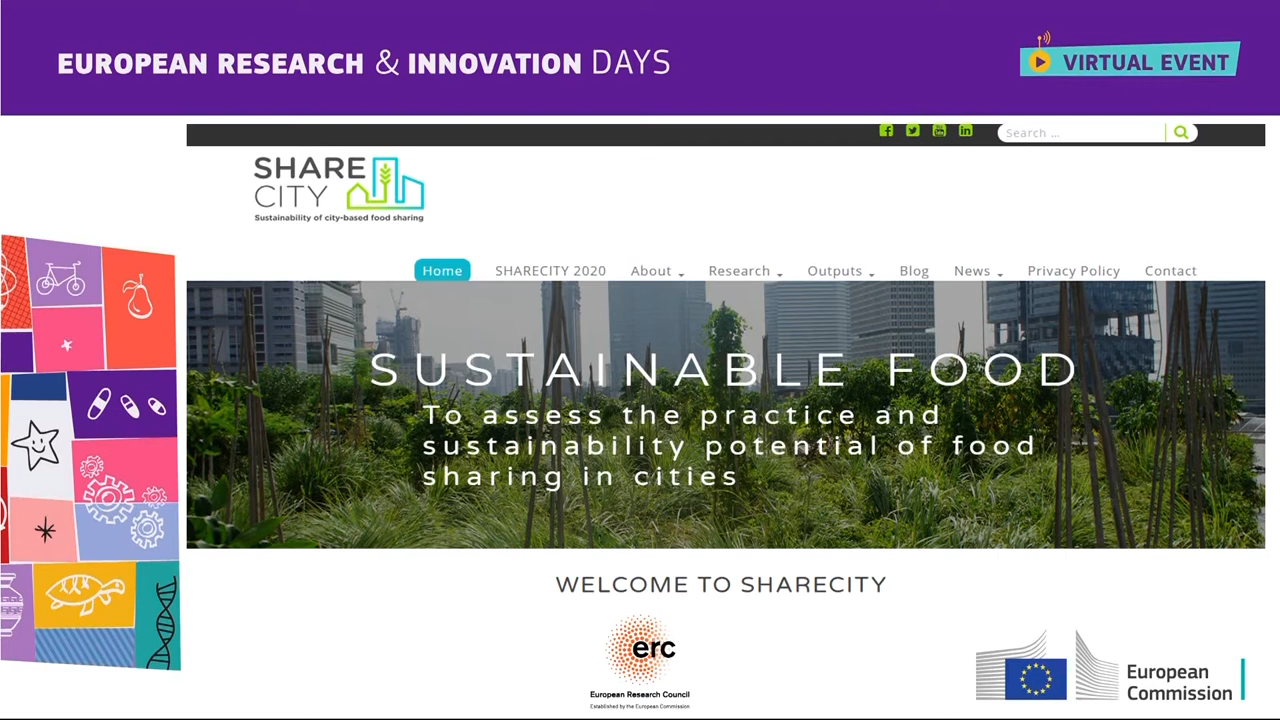 EUROPEAN RESEARCH & INNOVATION DAYS
VIRTUAL EVENT
Search ...
SHARE
CITY
Sustainability of city-based food sharing
Home SHARECITY 2020 About Research Outputs Blog News Privacy Policy Contact
SUSTAINABLE FOOD
To assess the practice and
sustainability potential of food
sharing in cities
WELCOME TO SHARECITY
erc
European Research Council
Established by the European Commission
European
Commission